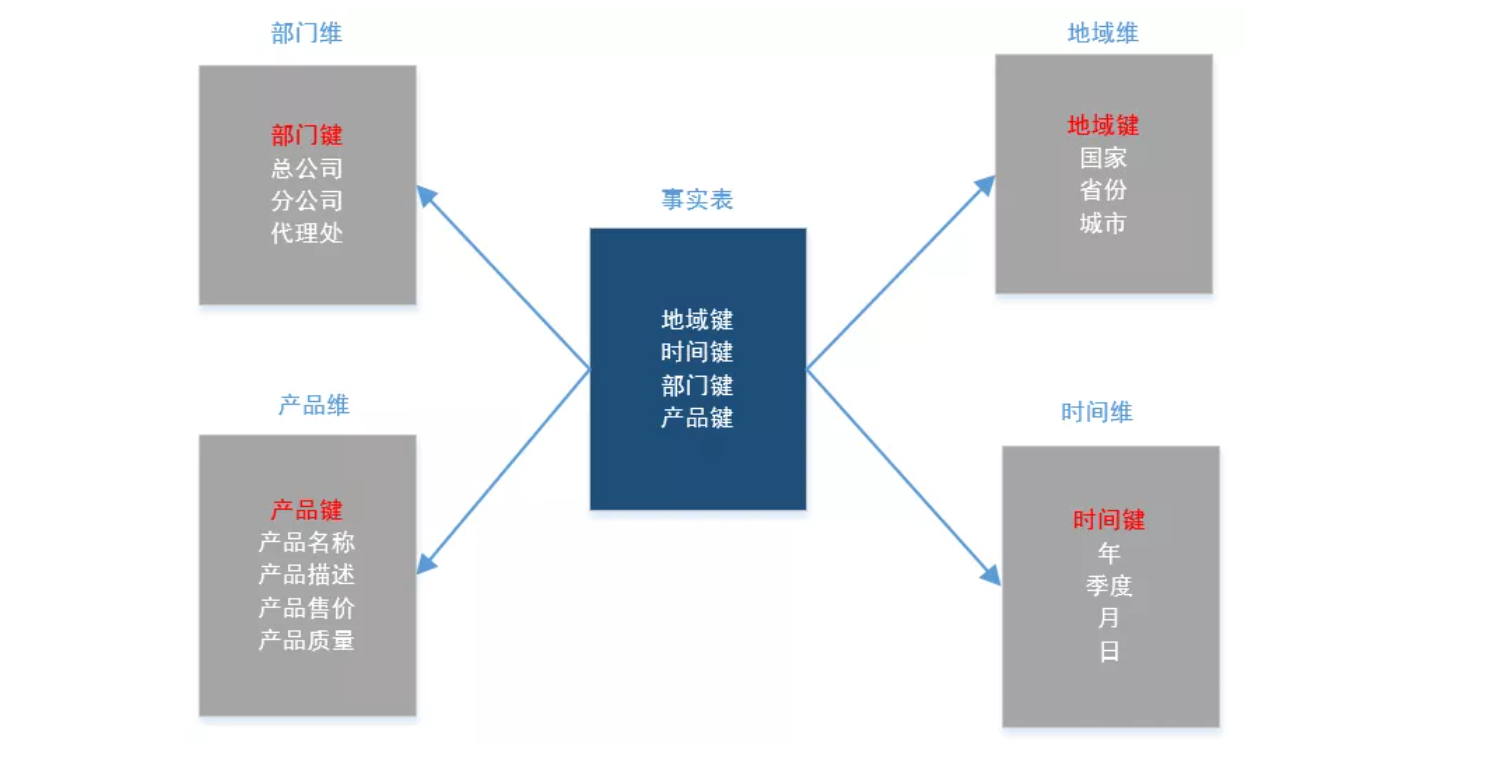 部门维
部门键
总公司
分公司
代理处
地域维
地域键
国家
省份
城市
事实表
地域键
时间键
部门键
产品键
产品维
产品键
产品名称
产品描述
产品售价
产品质量
时间维
时间键
年
季度
月
日